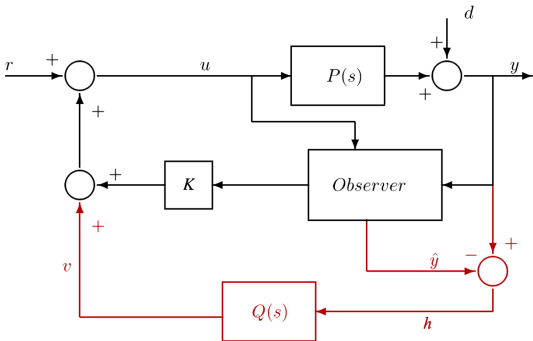 d
r + u P(s) + y
+
+
+ K Observer
+ +
v ŷ −
Q(s) h